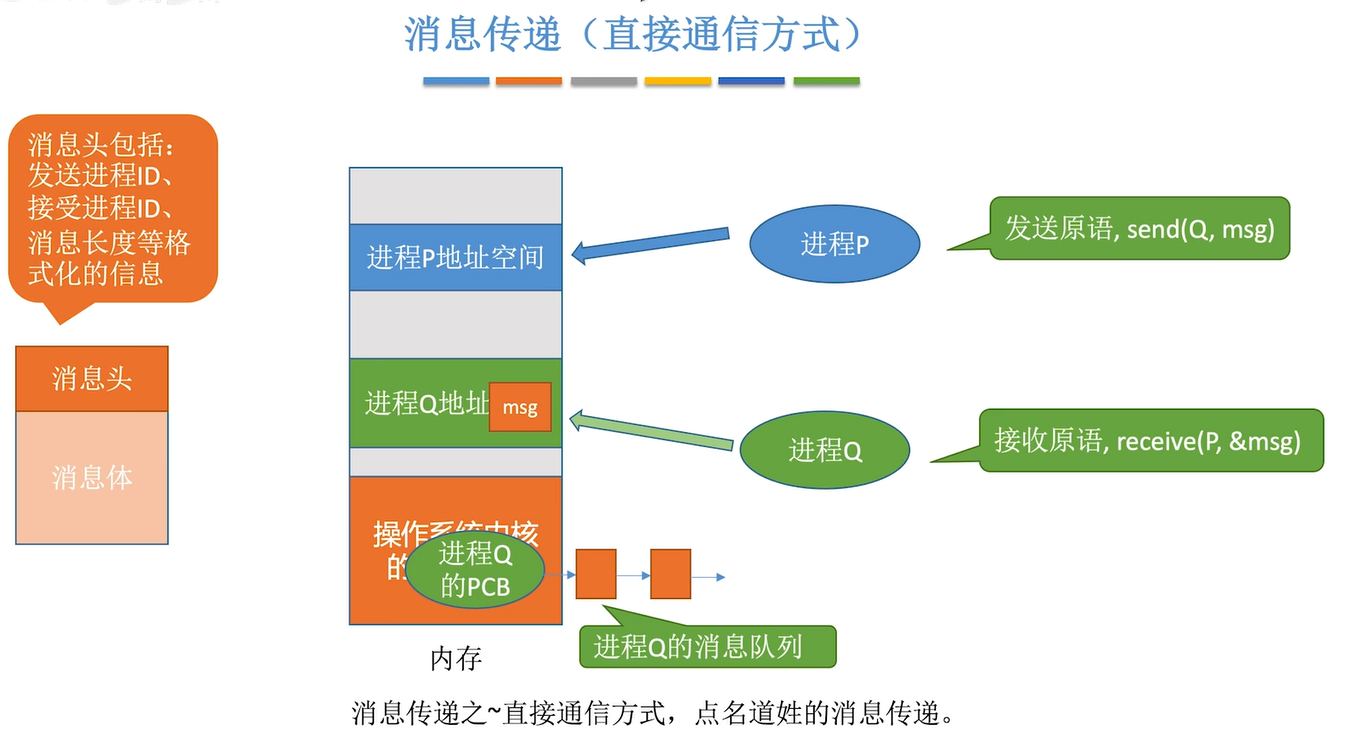 消息传递（直接通信方式）
消息头包括：
发送进程ID、
接受进程ID、
消息长度等格
式化的信息
消息头
消息体
进程P地址空间
进程Q地址
msg
操作系统内核
的
进程Q
的PCB
内存
进程P
发送原语, send(Q, msg)
进程Q
接收原语, receive(P, &msg)
进程Q的消息队列
消息传递之~直接通信方式，点名道姓的消息传递。